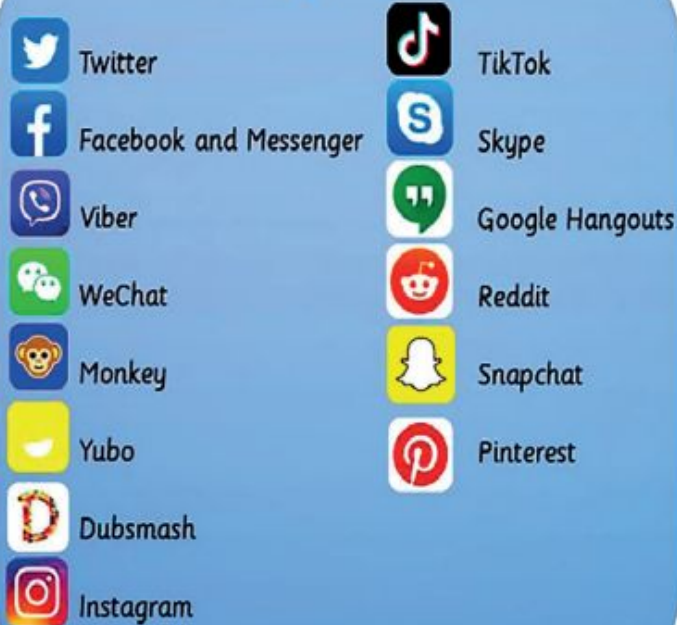 Twitter
Facebook and Messenger
Viber
WeChat
Monkey
Yubo
Dubsmash
Instagram
TikTok
Skype
Google Hangouts
Reddit
Snapchat
Pinterest